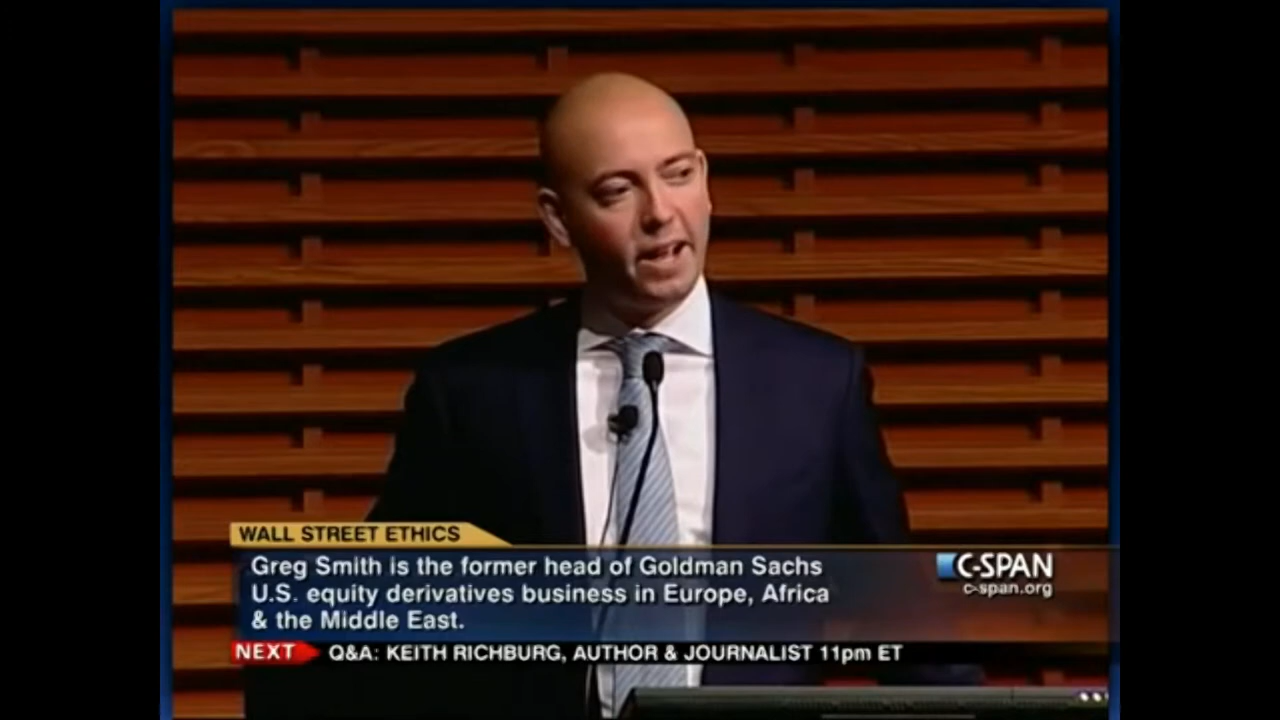 WALL STREET ETHICS
Greg Smith is the former head of Goldman Sachs
U.S. equity derivatives business in Europe, Africa
& the Middle East.
C-SPAN
c-span.org
NEXT Q&A: KEITH RICHBURG, AUTHOR & JOURNALIST 11pm ET